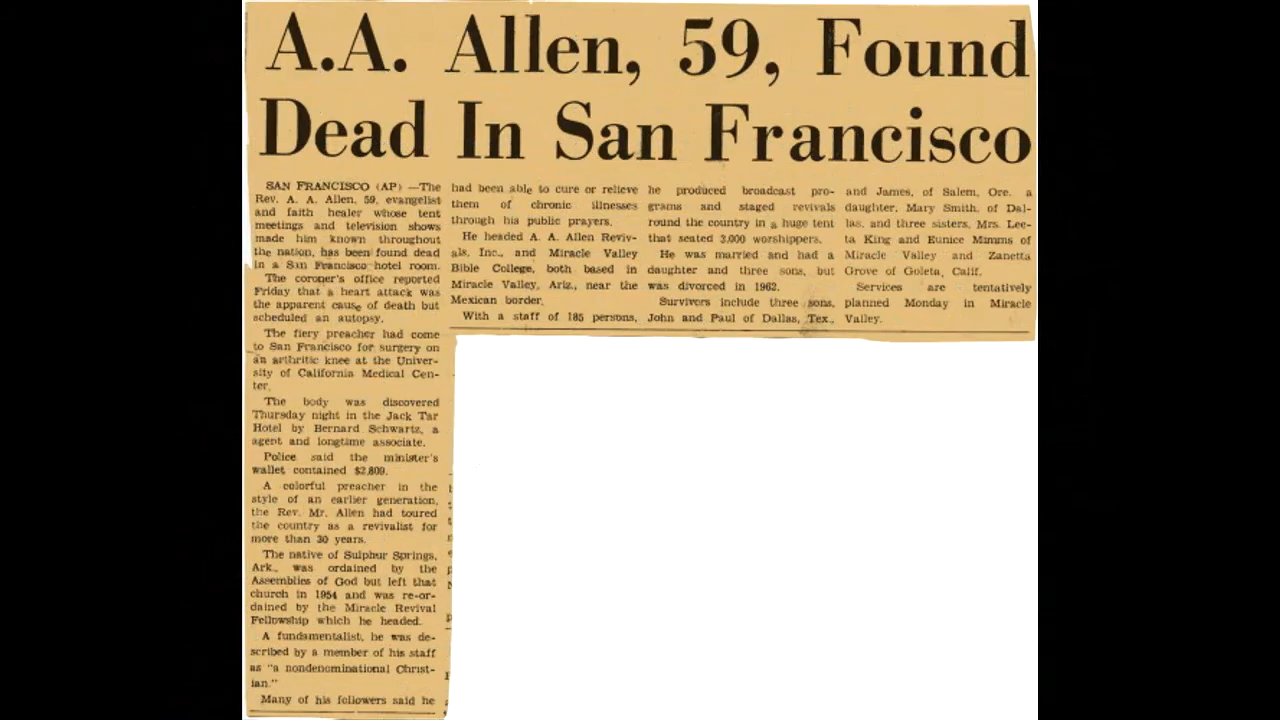 A.A. Allen, 59, Found
Dead In San Francisco
SAN FRANCISCO (AP) —The
Rev. A. A. Allen, 59, evangelist
and faith healer whose tent
meetings and television shows
made him known throughout
the nation, has been found dead
in a San Francisco hotel room.
The coroner's office reported
Friday that a heart attack was
the apparent cause of death but
scheduled an autopsy.
The fiery preacher had come
to San Francisco for surgery on
an arthritic knee at the Univer-
sity of California Medical Cen-
ter.
The body was discovered
Thursday night in the Jack Tar
Hotel by Bernard Schwartz, a
agent and longtime associate.
Police said the minister's
wallet contained $2,809.
A colorful preacher in the
style of an earlier generation,
the Rev. Mr. Allen had toured
the country as a revivalist for
more than 30 years.
The native of Sulphur Springs,
Ark., was ordained by the
Assemblies of God but left that
church in 1954 and was re-or-
dained by the Miracle Revival
Fellowship which he headed.
A fundamentalist, he was de-
scribed by a member of his staff
as "a nondenominational Christ-
ian."
Many of his followers said he
had been able to cure or relieve
them of chronic illnesses
through his public prayers.
He headed A. A. Allen Reviv-
als, Inc., and Miracle Valley
Bible College, both based in
Miracle Valley, Ariz., near the
Mexican border.
With a staff of 185 persons,
he produced broadcast pro-
grams and staged revivals
round the country in a huge tent
that seated 3,000 worshippers.
He was married and had a
daughter and three sons, but
was divorced in 1962.
Survivors include three sons,
John and Paul of Dallas, Tex.,
and James, of Salem, Ore. a
daughter, Mary Smith, of Dal-
las, and three sisters, Mrs. Lee-
ta King and Eunice Mimms of
Miracle Valley and Zanetta
Grove of Goleta, Calif.
Services are tentatively
planned Monday in Miracle
Valley.